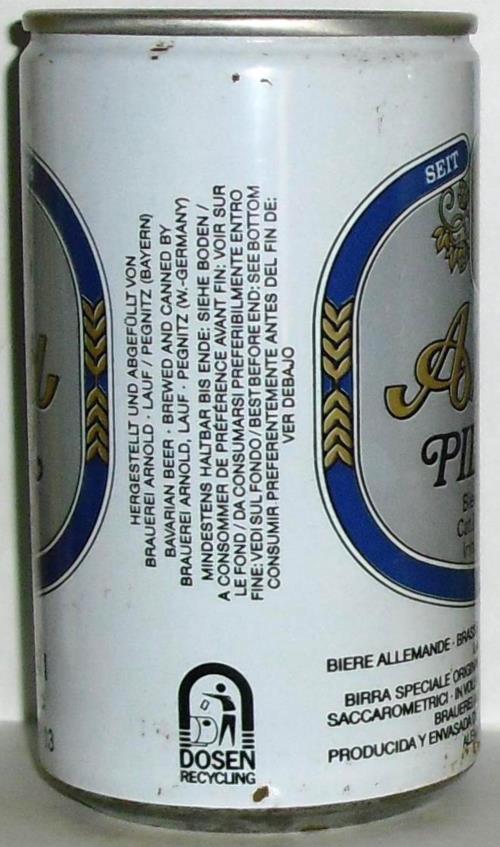 HERGESTELLT UND ABGEFÜLLT VON
BRAUEREI ARNOLD · LAUF / PEGNITZ (BAYERN)
BAVARIAN BEER · BREWED AND CANNED BY
BRAUEREI ARNOLD, LAUF · PEGNITZ (W.-GERMANY)
MINDESTENS HALTBAR BIS ENDE: SIEHE BODEN /
A CONSOMMER DE PRÉFÉRENCE AVANT FIN: VOIR SUR
LE FOND / DA CONSUMARSI PREFERIBILMENTE ENTRO
FINE: VEDI SUL FONDO / BEST BEFORE END: SEE BOTTOM
CONSUMIR PREFERENTEMENTE ANTES DEL FIN DE:
VER DEBAJO
DOSEN
RECYCLING
SEIT
A
PI
Bie
BIERE ALLEMANDE · BRASS
BIRRA SPECIALE ORIGIN
SACCAROMETRICI · IN VOL
BRAUEREI
PRODUCIDA Y ENVASADA